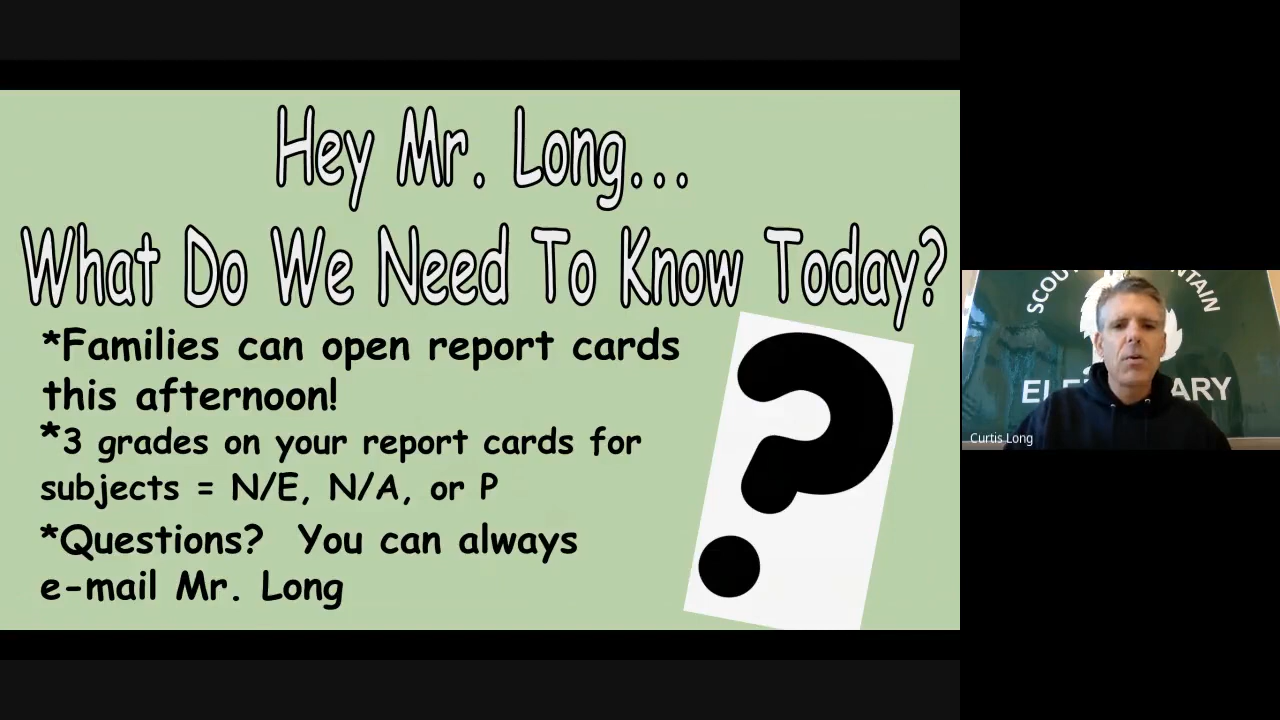 Hey Mr. Long...
What Do We Need To Know Today?
*Families can open report cards
this afternoon!
*3 grades on your report cards for
subjects = N/E, N/A, or P
*Questions? You can always
e-mail Mr. Long
Curtis Long